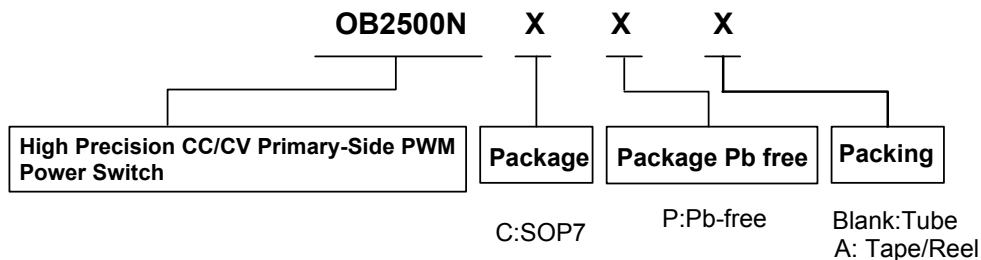 OB2500N X X X
High Precision CC/CV Primary-Side PWM
Power Switch
Package
Package Pb free
Packing
C:SOP7
P:Pb-free
Blank:Tube
A: Tape/Reel